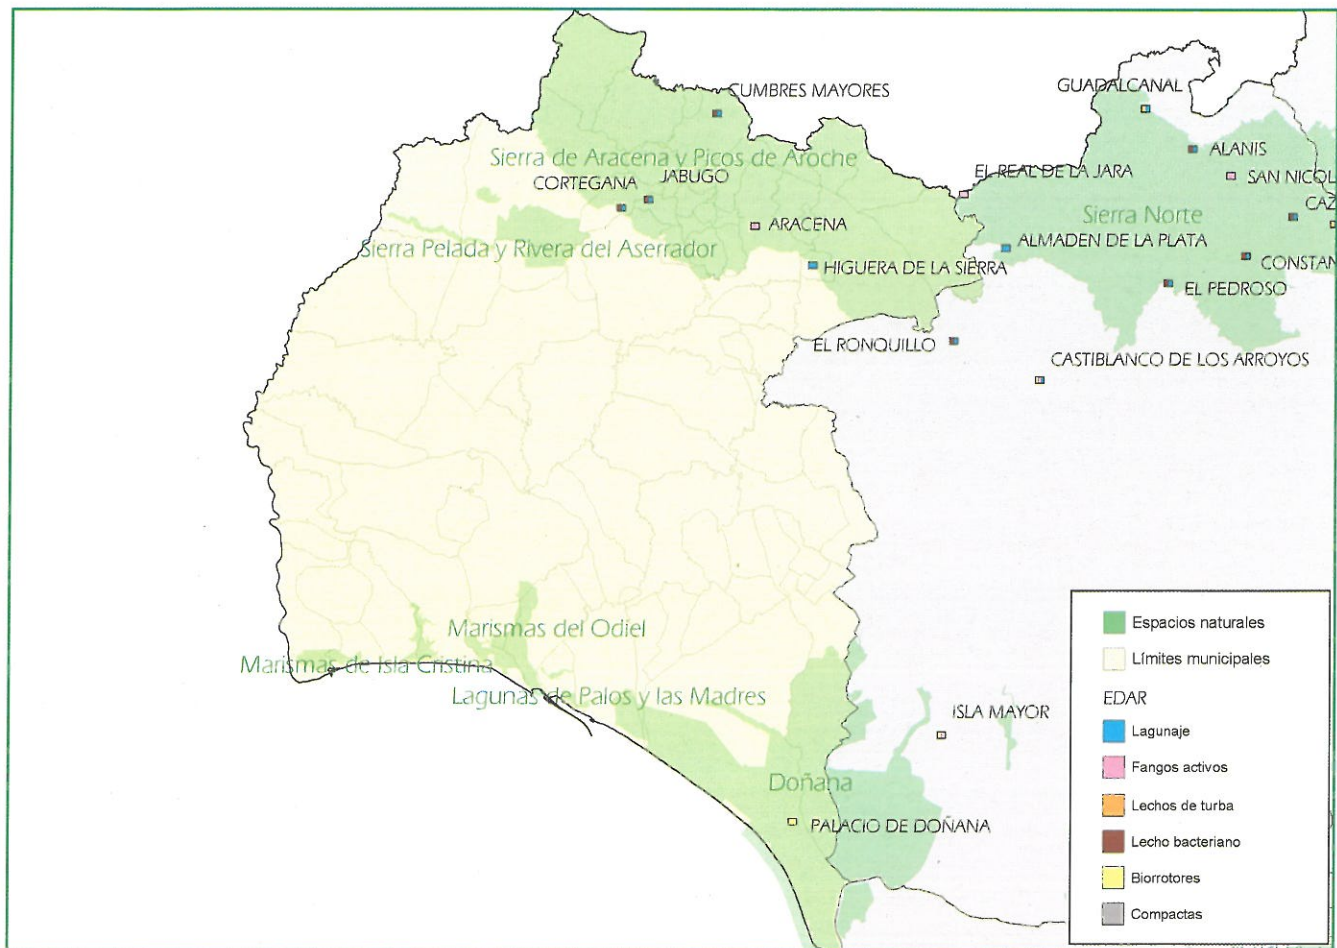 CUMBRES MAYORES
GUADALCANAL
ALANIS
Sierra de Aracena y Picos de Aroche
EL REAL DE LA JARA
SAN NICOL
CORTEGANA
JABUGO
CAZ
Sierra Norte
ARACENA
ALMADEN DE LA PLATA
Sierra Pelada y Rivera del Aserrador
HIGUERA DE LA SIERRA
CONSTAN
EL PEDROSO
EL RONQUILLO
CASTIBLANCO DE LOS ARROYOS
Marismas del Odiel
Marismas de Isla Cristina
Lagunas de Palos y las Madres
ISLA MAYOR
Doñana
PALACIO DE DOÑANA
Espacios naturales
Límites municipales
EDAR
Lagunaje
Fangos activos
Lechos de turba
Lecho bacteriano
Biorrotores
Compactas